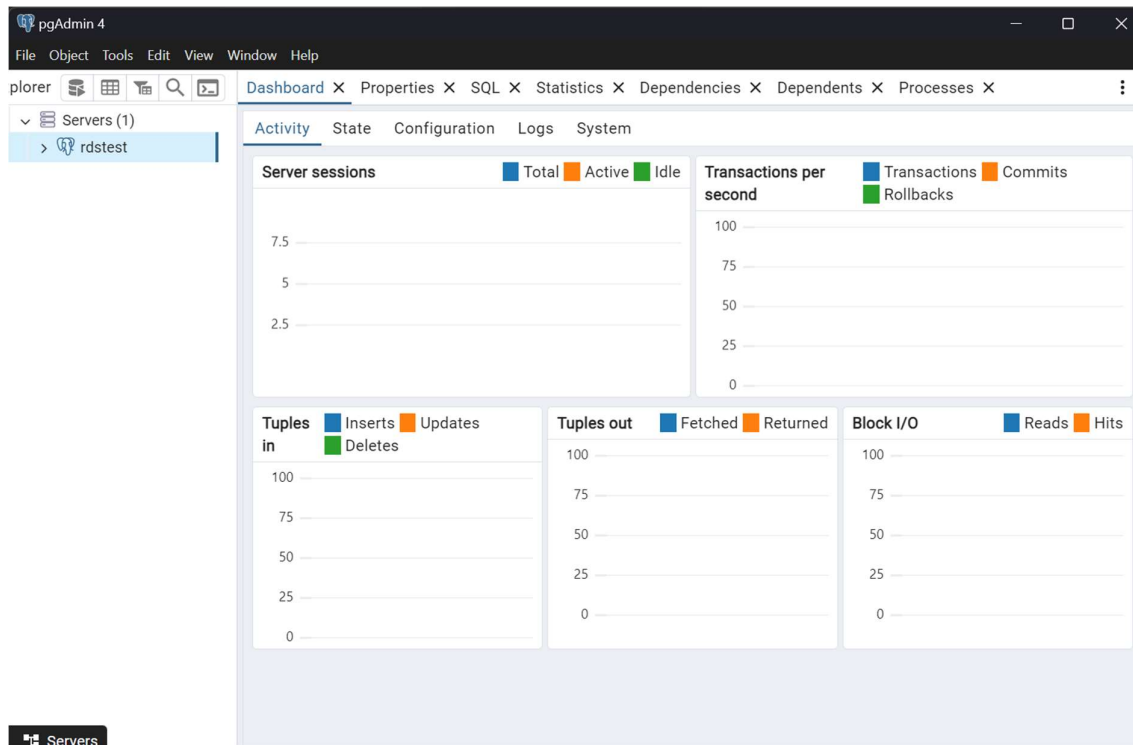 pgAdmin 4
File Object Tools Edit View Window Help
plorer
Dashboard Properties SQL Statistics Dependencies Dependents Processes
Servers (1)
rdstest
Activity State Configuration Logs System
Server sessions Total Active Idle
7.5
5
2.5
Transactions per second Transactions Commits
Rollbacks
100
75
50
25
0
Tuples in Inserts Updates
Deletes
100
75
50
25
0
Tuples out Fetched Returned
100
75
50
25
0
Block I/O Reads Hits
100
75
50
25
0
Servers